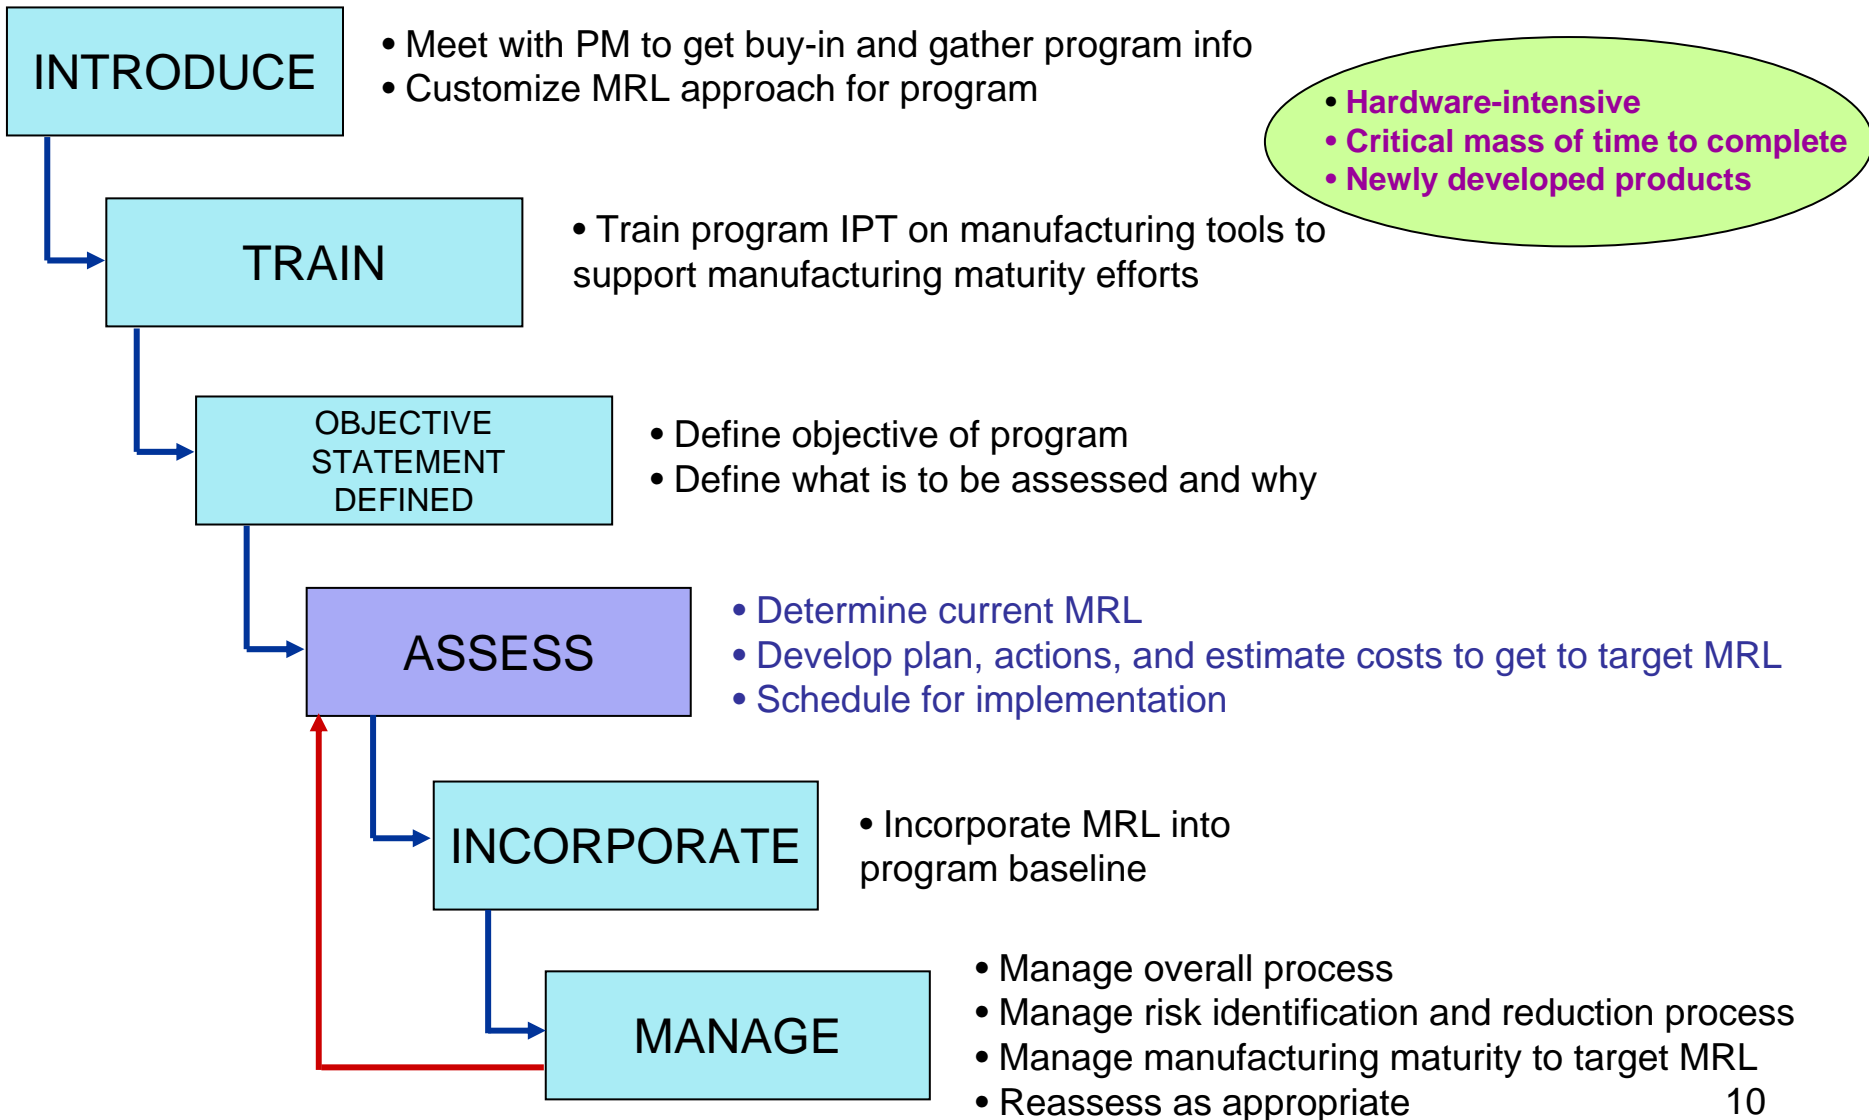 INTRODUCE
• Meet with PM to get buy-in and gather program info
• Customize MRL approach for program
• Hardware-intensive
• Critical mass of time to complete
• Newly developed products
TRAIN
• Train program IPT on manufacturing tools to
support manufacturing maturity efforts
OBJECTIVE
STATEMENT
DEFINED
• Define objective of program
• Define what is to be assessed and why
ASSESS
• Determine current MRL
• Develop plan, actions, and estimate costs to get to target MRL
• Schedule for implementation
INCORPORATE
• Incorporate MRL into
program baseline
MANAGE
• Manage overall process
• Manage risk identification and reduction process
• Manage manufacturing maturity to target MRL
• Reassess as appropriate
10